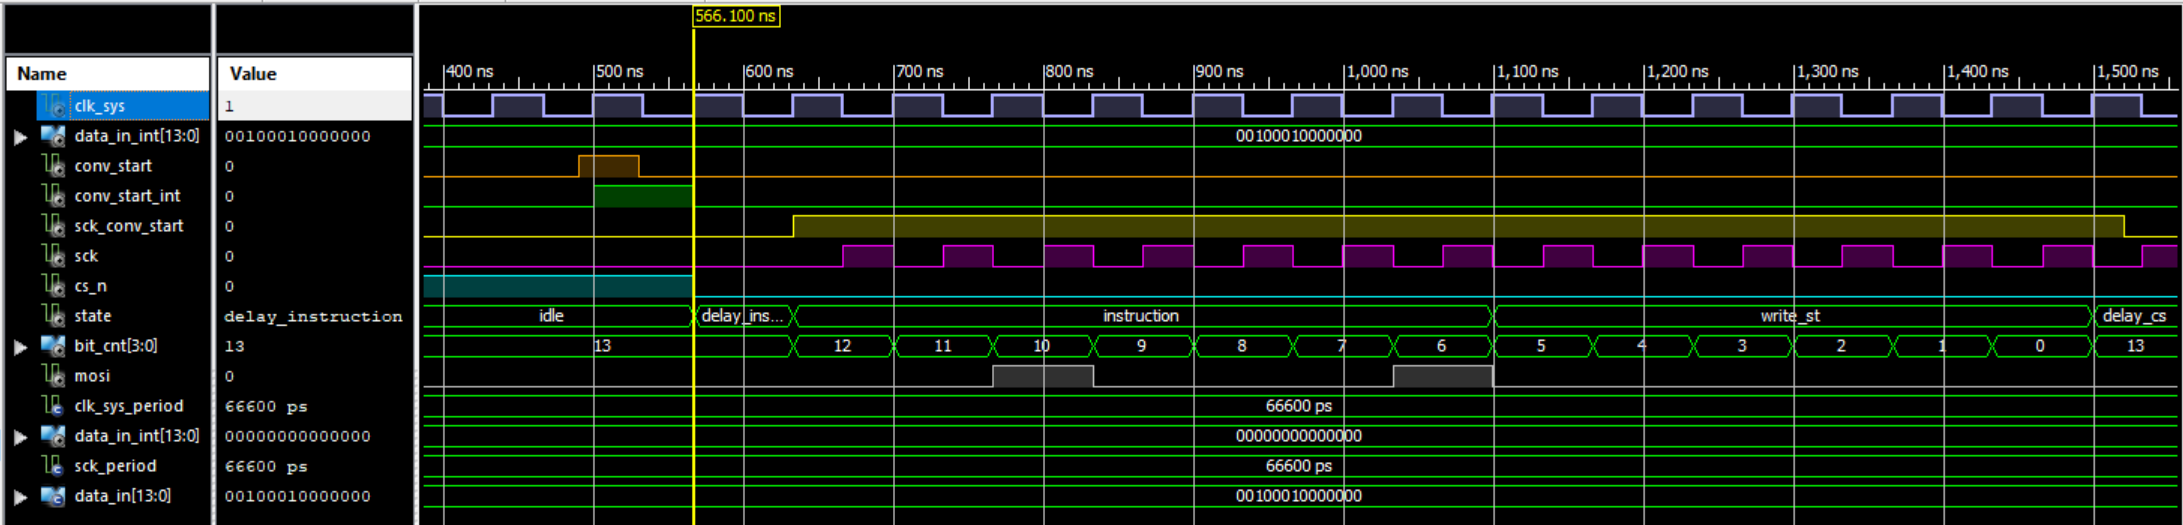 566.100 ns
Name Value 400 ns 500 ns 600 ns 700 ns 800 ns 900 ns 1,000 ns 1,100 ns 1,200 ns 1,300 ns 1,400 ns 1,500 ns
clk_sys 1
data_in_int[13:0] 00100010000000 00100010000000
conv_start 0
conv_start_int 0
sck_conv_start 0
sck 0
cs_n 0
state delay_instruction idle delay_ins... instruction write_st delay_cs
bit_cnt[3:0] 13 13 12 11 10 9 8 7 6 5 4 3 2 1 0 13
mosi 0
clk_sys_period 66600 ps 66600 ps
data_in_int[13:0] 00000000000000 00000000000000
sck_period 66600 ps 66600 ps
data_in[13:0] 00100010000000 00100010000000